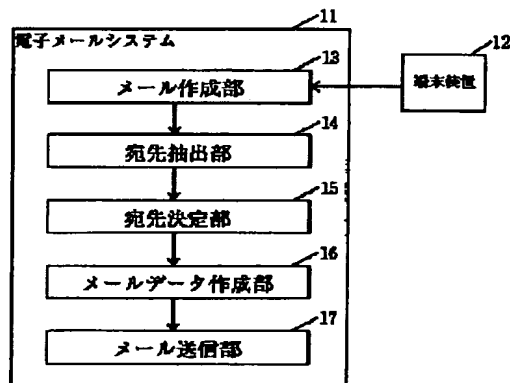 11
電子メールシステム
12
13
メール作成部
端末装置
14
宛先抽出部
15
宛先決定部
16
メールデータ作成部
17
メール送信部